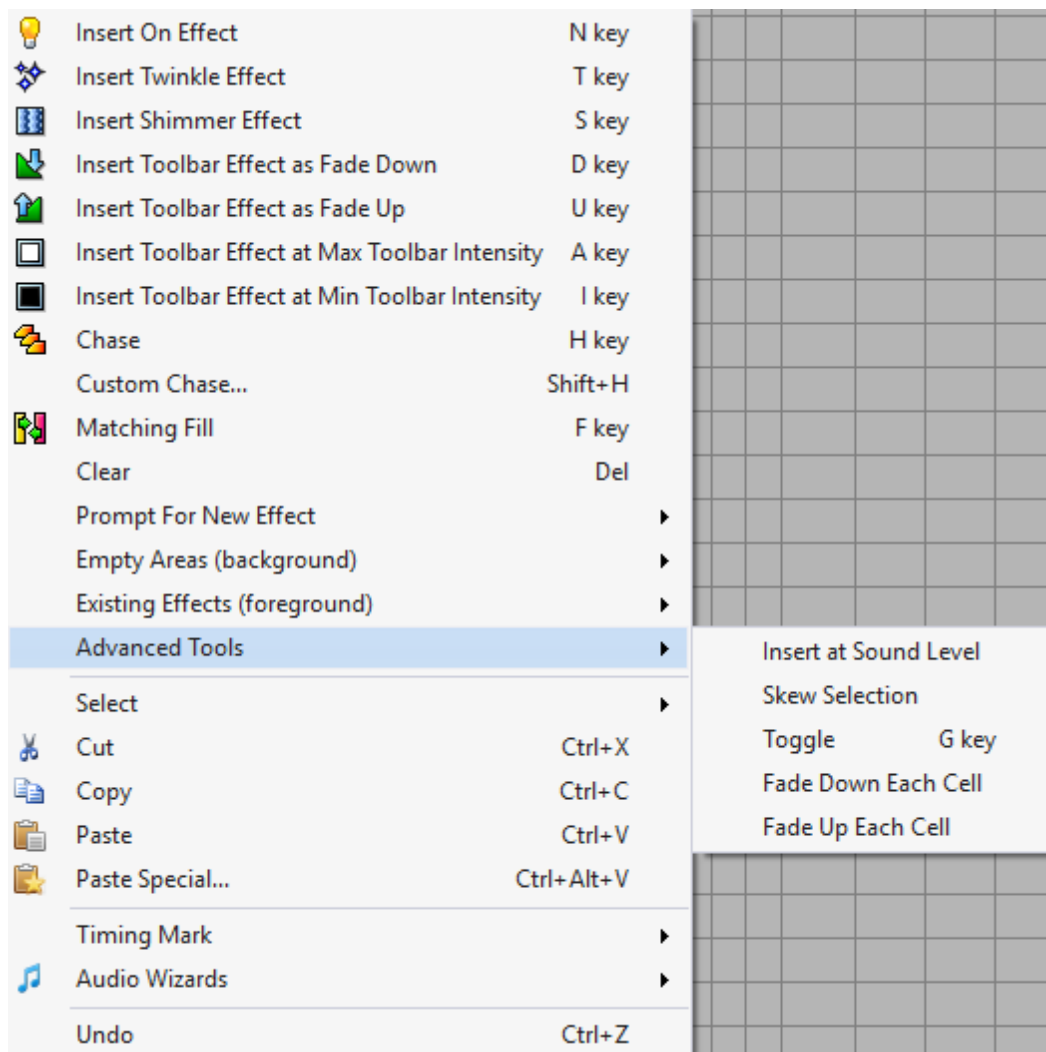 Insert On Effect N key
Insert Twinkle Effect T key
Insert Shimmer Effect S key
Insert Toolbar Effect as Fade Down D key
Insert Toolbar Effect as Fade Up U key
Insert Toolbar Effect at Max Toolbar Intensity A key
Insert Toolbar Effect at Min Toolbar Intensity I key
Chase H key
Custom Chase... Shift+H
Matching Fill F key
Clear Del
Prompt For New Effect
Empty Areas (background)
Existing Effects (foreground)
Advanced Tools
Insert at Sound Level
Skew Selection
Toggle G key
Fade Down Each Cell
Fade Up Each Cell
Select
Cut Ctrl+X
Copy Ctrl+C
Paste Ctrl+V
Paste Special... Ctrl+Alt+V
Timing Mark
Audio Wizards
Undo Ctrl+Z